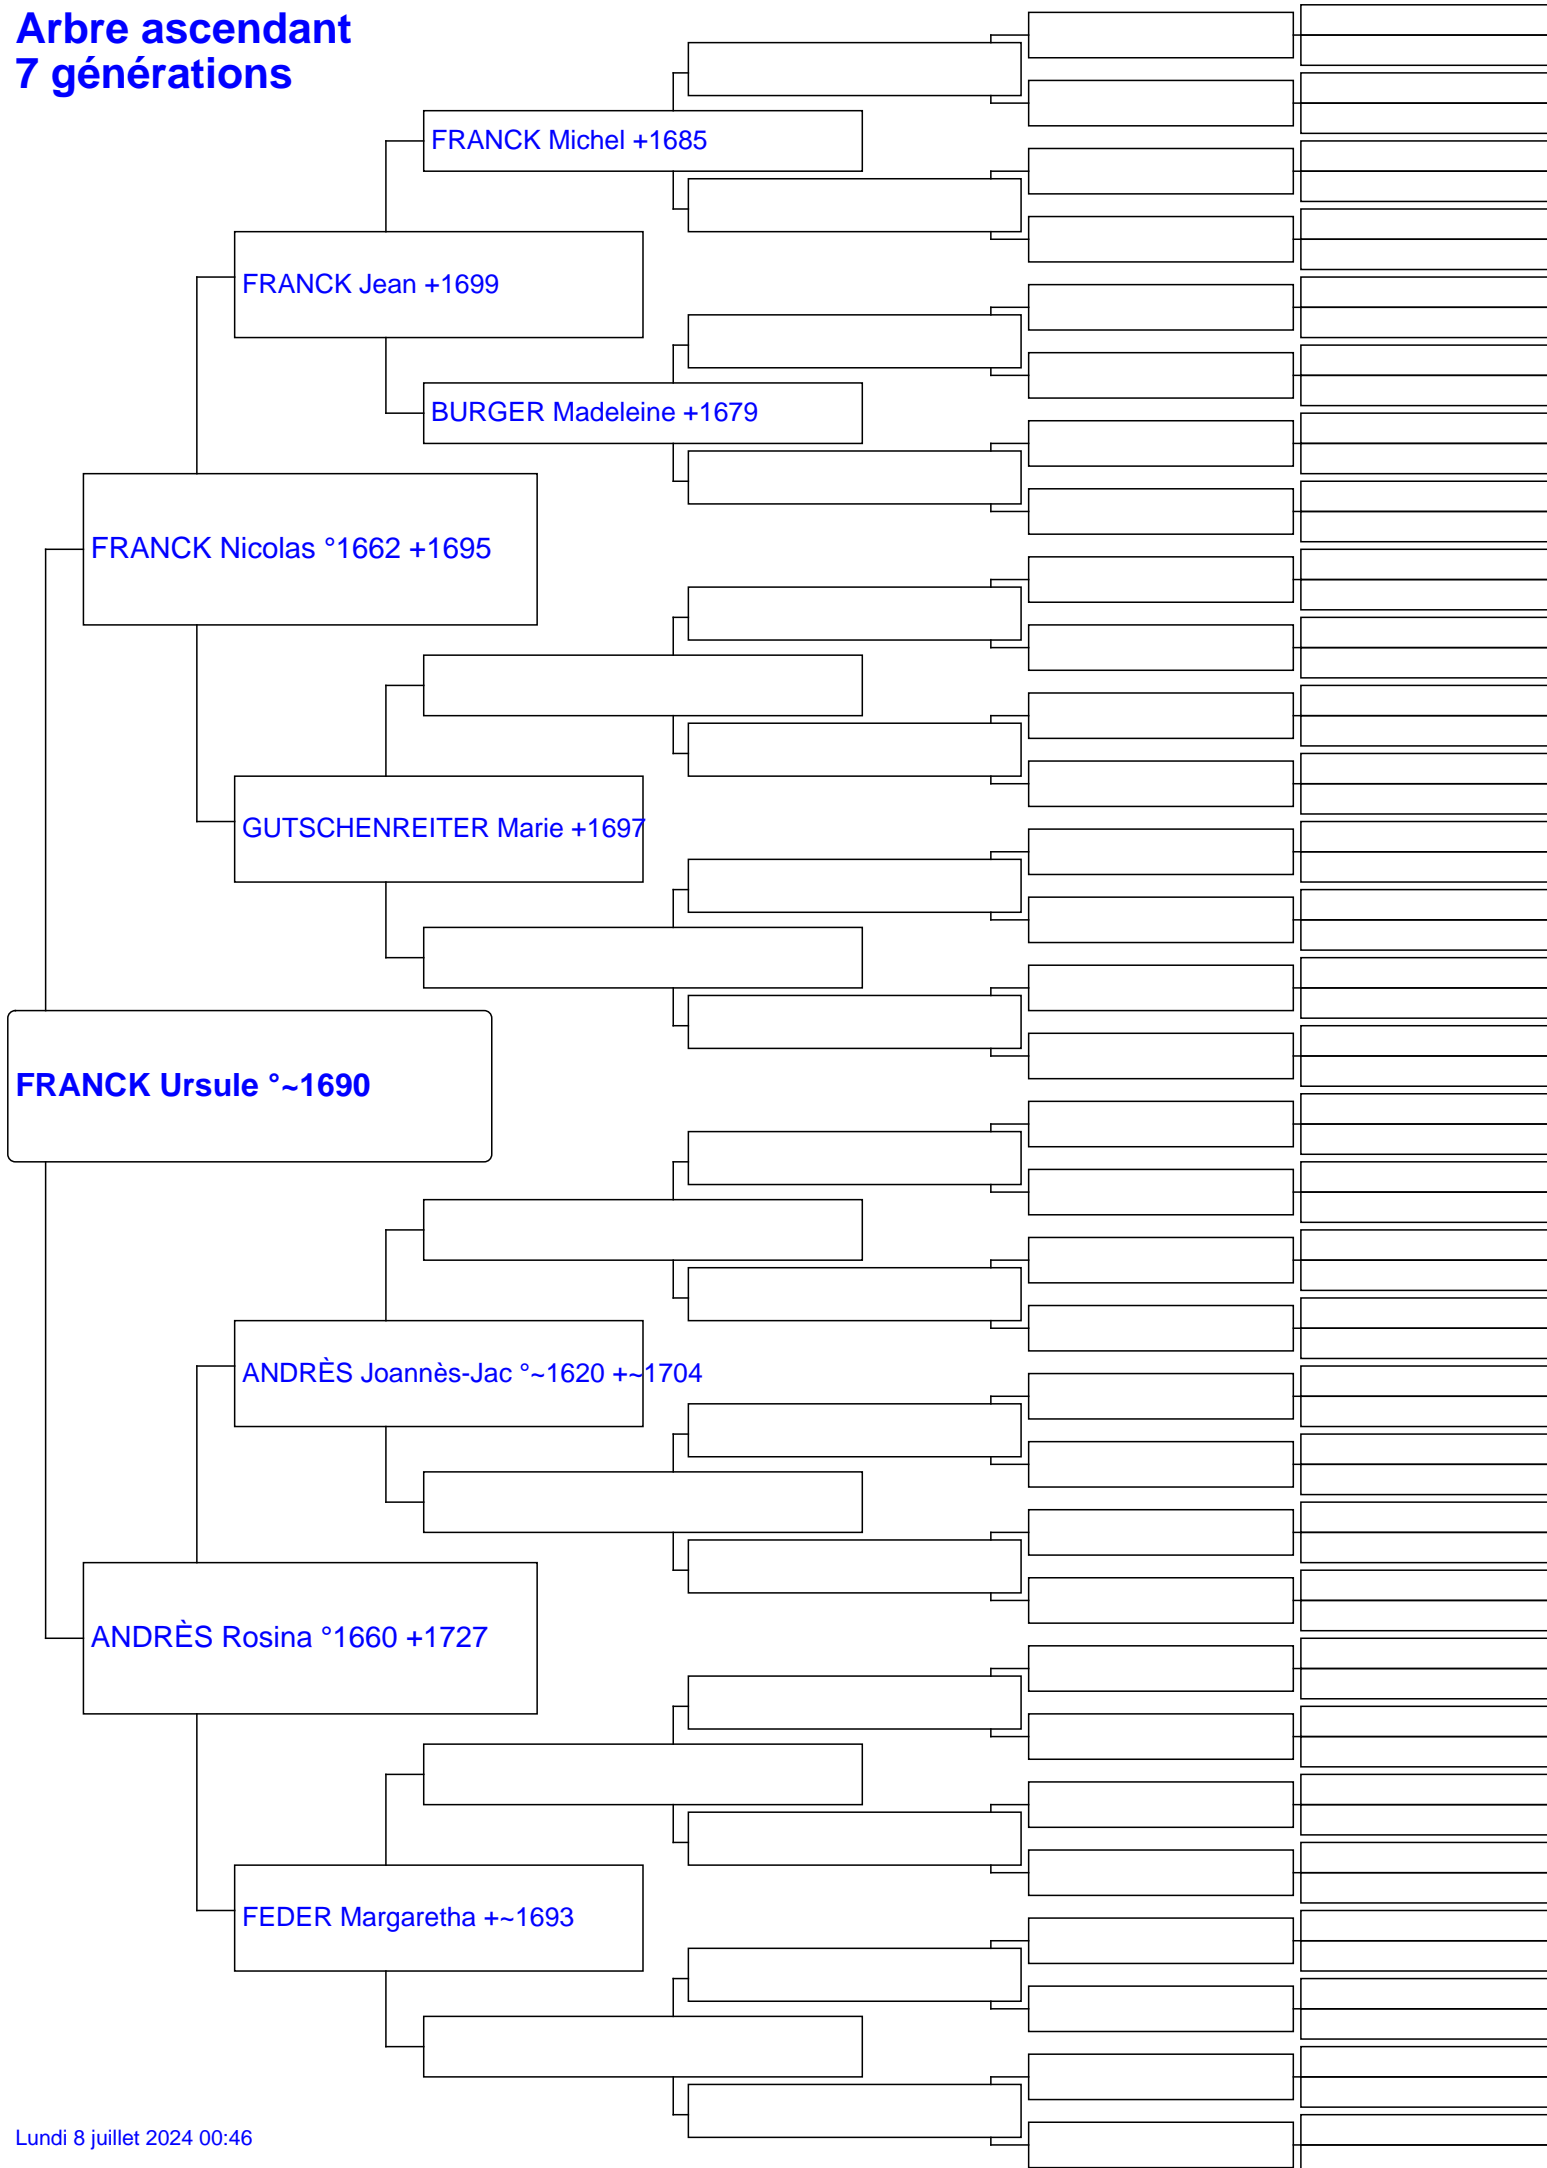 Arbre ascendant
7 générations
FRANCK Michel +1685
FRANCK Jean +1699
BURGER Madeleine +1679
FRANCK Nicolas °1662 +1695
GUTSCHENREITER Marie +1697
FRANCK Ursule °~1690
ANDRÈS Joannès-Jac °~1620 +~1704
ANDRÈS Rosina °1660 +1727
FEDER Margaretha +~1693
Lundi 8 juillet 2024 00:46